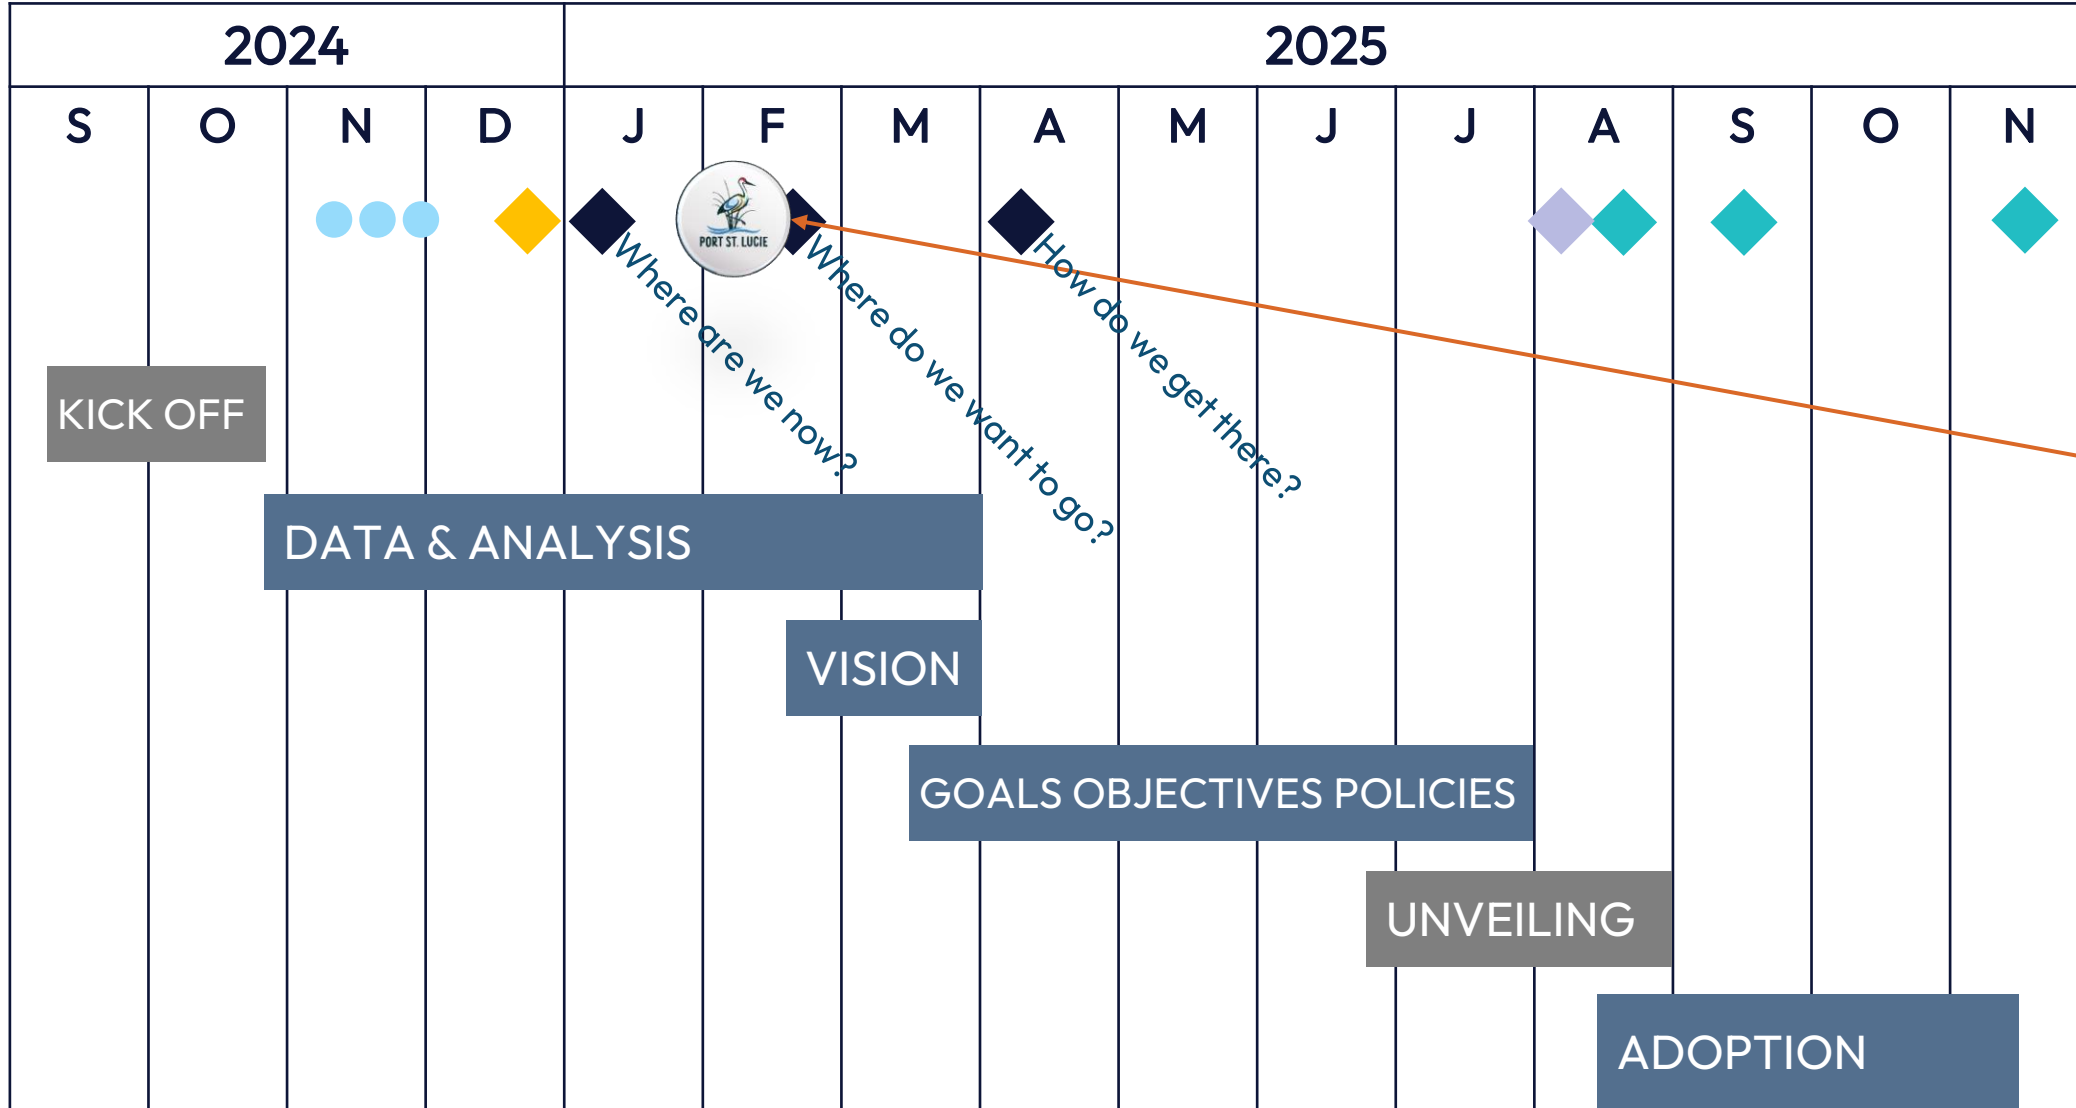 2024 2025
S O N D J F M A M J J A S O N
PORT ST. LUCIE
Where are we now?
Where do we want to go?
How do we get there?
KICK OFF
DATA & ANALYSIS
VISION
GOALS OBJECTIVES POLICIES
UNVEILING
ADOPTION